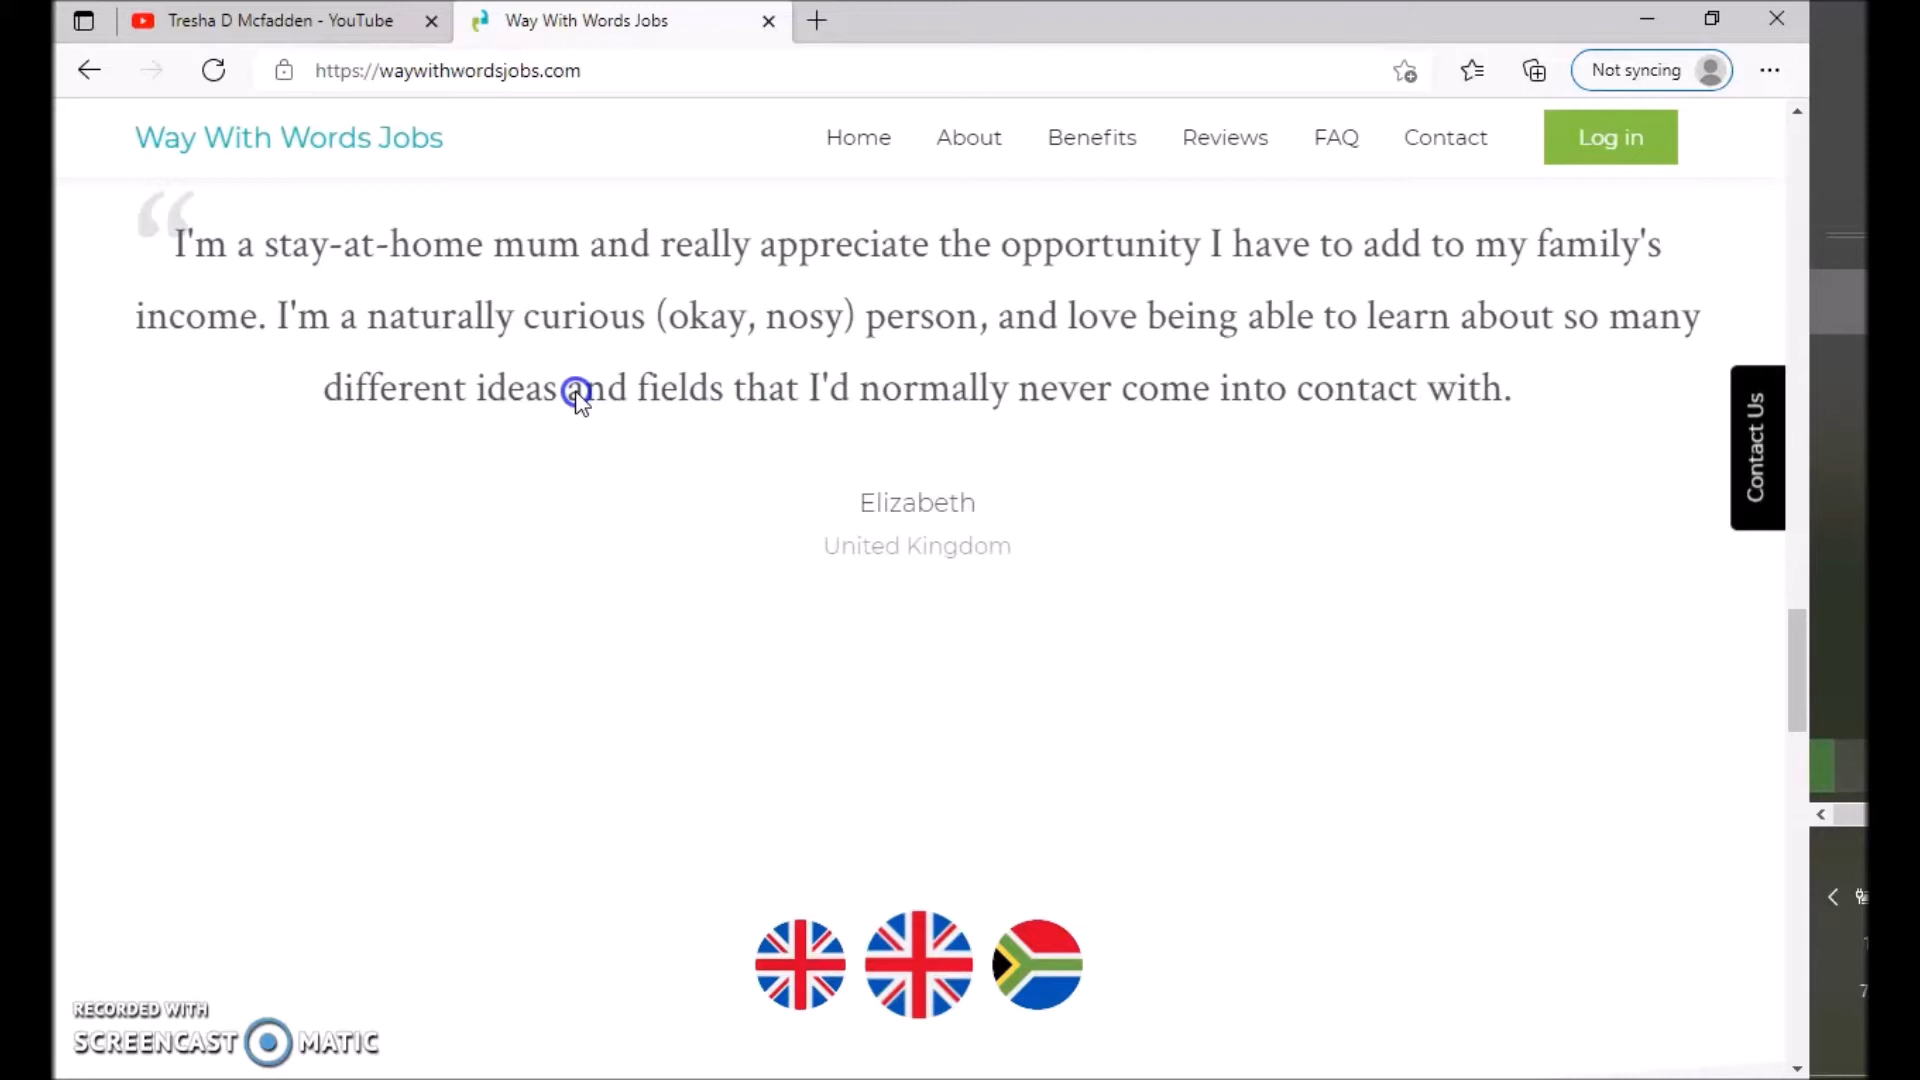 Tresha D Mcfadden - YouTube
Way With Words Jobs
https://waywithwordsjobs.com
Not syncing
Way With Words Jobs
Home
About
Benefits
Reviews
FAQ
Contact
Log in
“
I'm a stay-at-home mum and really appreciate the opportunity I have to add to my family's
income. I'm a naturally curious (okay, nosy) person, and love being able to learn about so many
different ideas and fields that I'd normally never come into contact with.
Contact Us
Elizabeth
United Kingdom
RECORDED WITH
SCREENCAST MATIC